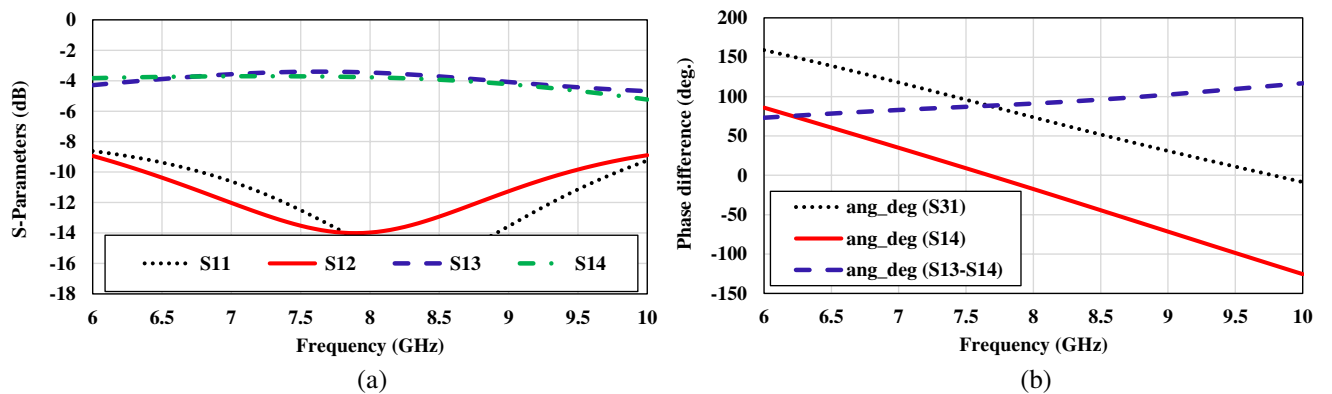 S-Parameters (dB)
0
-2
-4
-6
-8
-10
-12
-14
-16
-18
S11 S12 S13 S14
6 6.5 7 7.5 8 8.5 9 9.5 10
Frequency (GHz)
(a)
Phase difference (deg.)
200
150
100
50
0
-50
-100
-150
ang_deg (S31)
ang_deg (S14)
ang_deg (S13-S14)
6 6.5 7 7.5 8 8.5 9 9.5 10
Frequency (GHz)
(b)